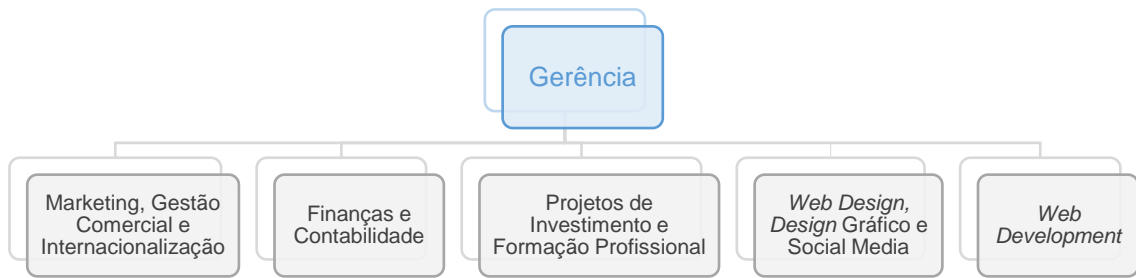 Gerência
Marketing, Gestão
Comercial e
Internacionalização
Finanças e
Contabilidade
Projetos de
Investimento e
Formação Profissional
Web Design,
Design Gráfico e
Social Media
Web
Development